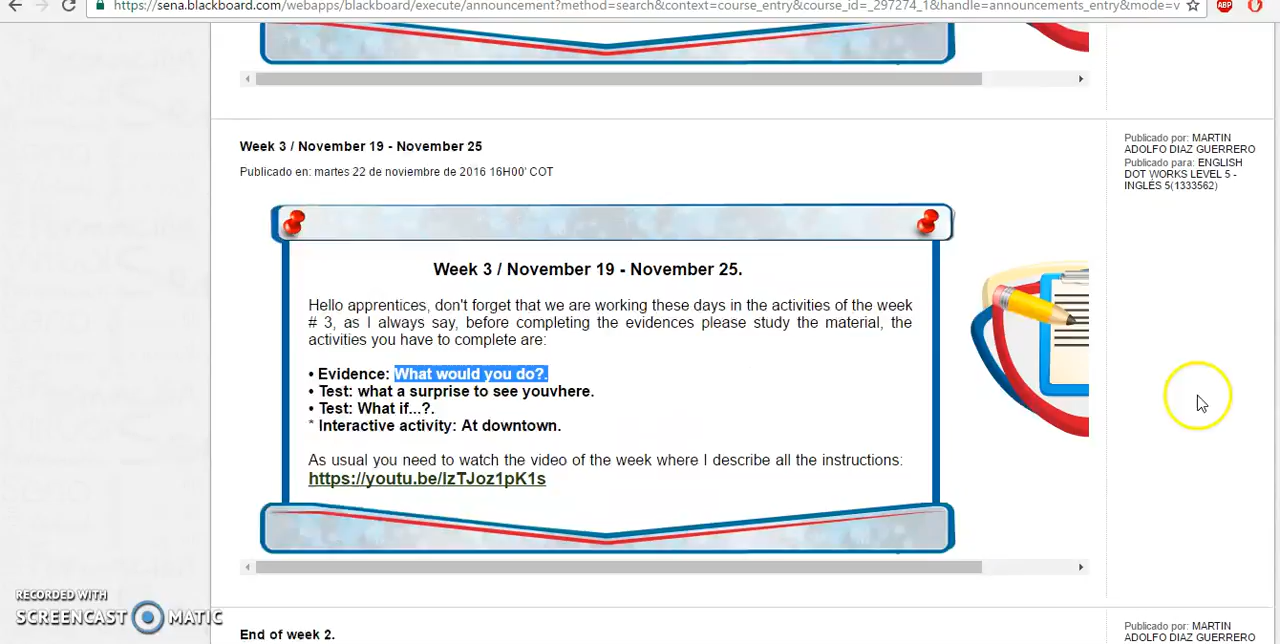 https://sena.blackboard.com/webapps/blackboard/execute/announcement?method=search&context=course_entry&course_id=_297274_1&handle=announcements_entry&mode=v
ABP
Week 3 / November 19 - November 25
Publicado en: martes 22 de noviembre de 2016 16H00' COT
Publicado por: MARTIN
ADOLFO DIAZ GUERRERO
Publicado para: ENGLISH
DOT WORKS LEVEL 5 -
INGLÉS 5(1333562)
Week 3 / November 19 - November 25.
Hello apprentices, don't forget that we are working these days in the activities of the week
# 3, as I always say, before completing the evidences please study the material, the
activities you have to complete are:
• Evidence: What would you do?.
• Test: what a surprise to see youvhere.
• Test: What if...?.
* Interactive activity: At downtown.
As usual you need to watch the video of the week where I describe all the instructions:
https://youtu.be/lzTJoz1pK1s
RECORDED WITH
SCREENCAST MATIC
End of week 2.
Publicado por: MARTIN
ADOLFO DIAZ GUERRERO